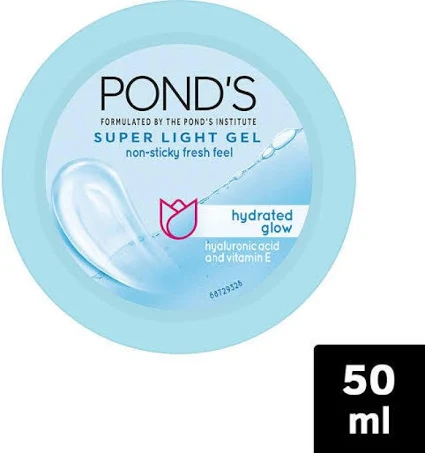 POND'S
FORMULATED BY THE POND'S INSTITUTE
SUPER LIGHT GEL
non-sticky fresh feel
hydrated
glow
hyaluronic acid
and vitamin E
68729326
50
ml